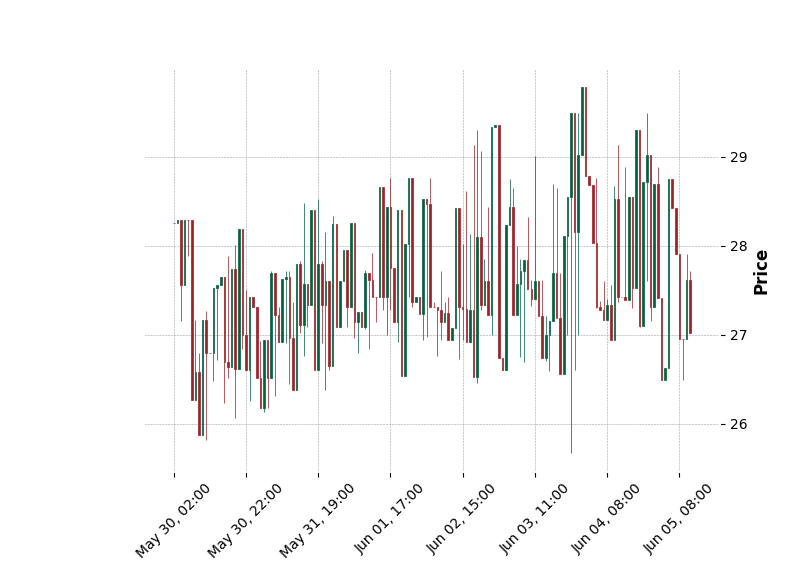 29
28
27
26
Price
May 30, 02:00
May 30, 22:00
May 31, 19:00
Jun 01, 17:00
Jun 02, 15:00
Jun 03, 11:00
Jun 04, 08:00
Jun 05, 08:00